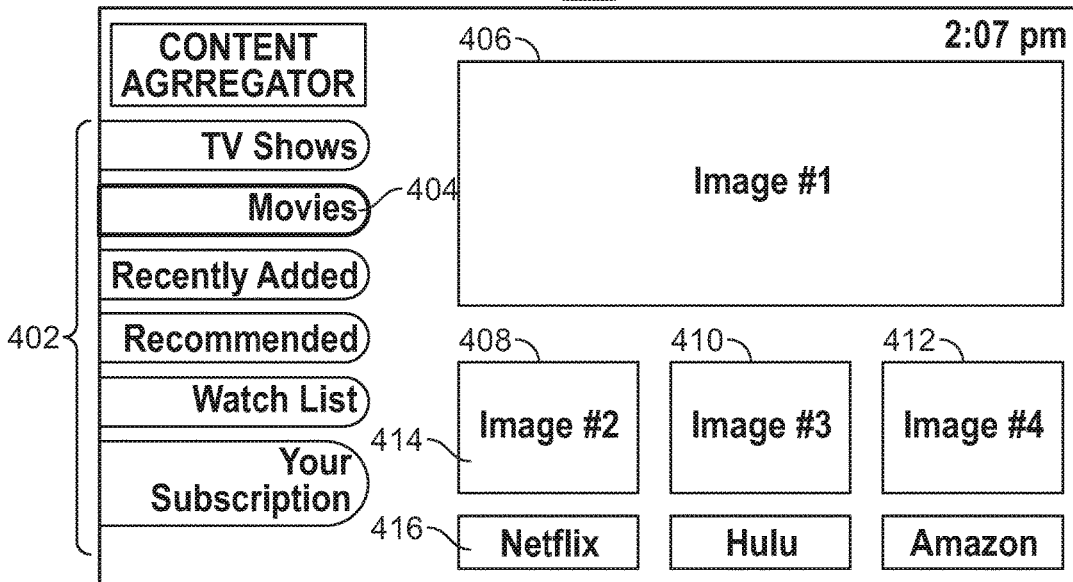 CONTENT
AGRREGATOR
2:07 pm
406
TV Shows
Movies
404
Image #1
Recently Added
402
Recommended
Watch List
Your
Subscription
408
410
412
Image #2
Image #3
Image #4
414
416
Netflix
Hulu
Amazon